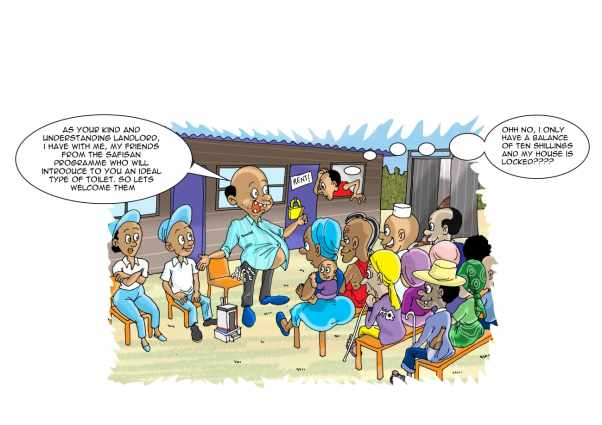 AS YOUR KIND AND
UNDERSTANDING LANDLORD,
I HAVE WITH ME, MY FRIENDS
FROM THE SAFISAN
PROGRAMME WHO WILL
INTRODUCE TO YOU AN IDEAL
TYPE OF TOILET. SO LETS
WELCOME THEM
OHH NO, I ONLY
HAVE A BALANCE
OF TEN SHILLINGS
AND MY HOUSE IS
LOCKED????
RENT!